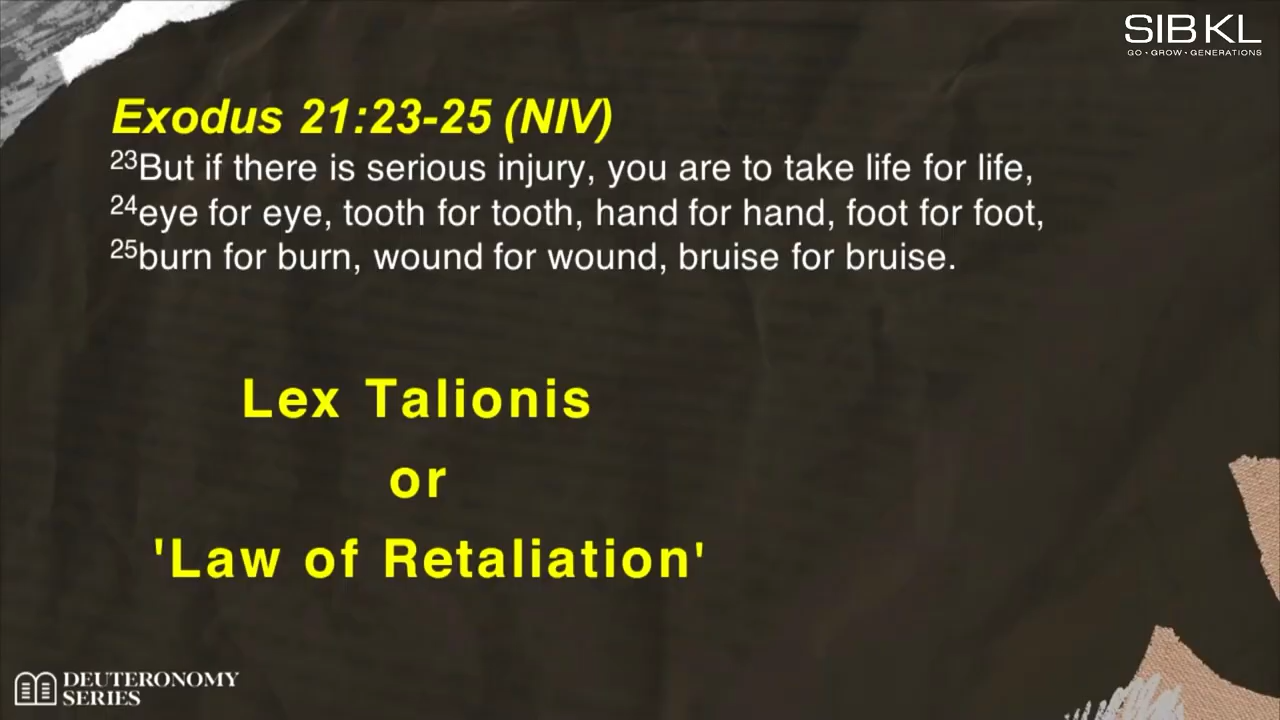 SIBKL
GO • GROW • GENERATIONS
Exodus 21:23-25 (NIV)
23But if there is serious injury, you are to take life for life,
24eye for eye, tooth for tooth, hand for hand, foot for foot,
25burn for burn, wound for wound, bruise for bruise.
Lex Talionis
or
'Law of Retaliation'
DEUTERONOMY
SERIES